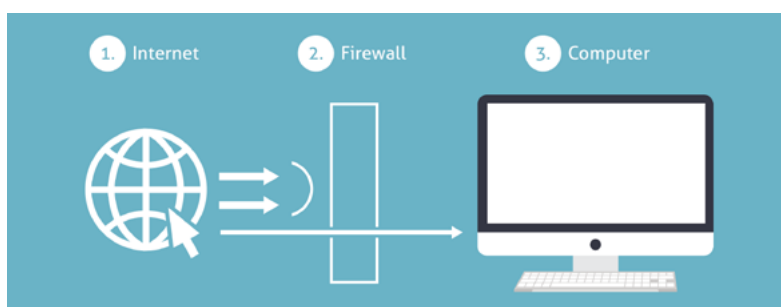 1. Internet
2. Firewall
3. Computer